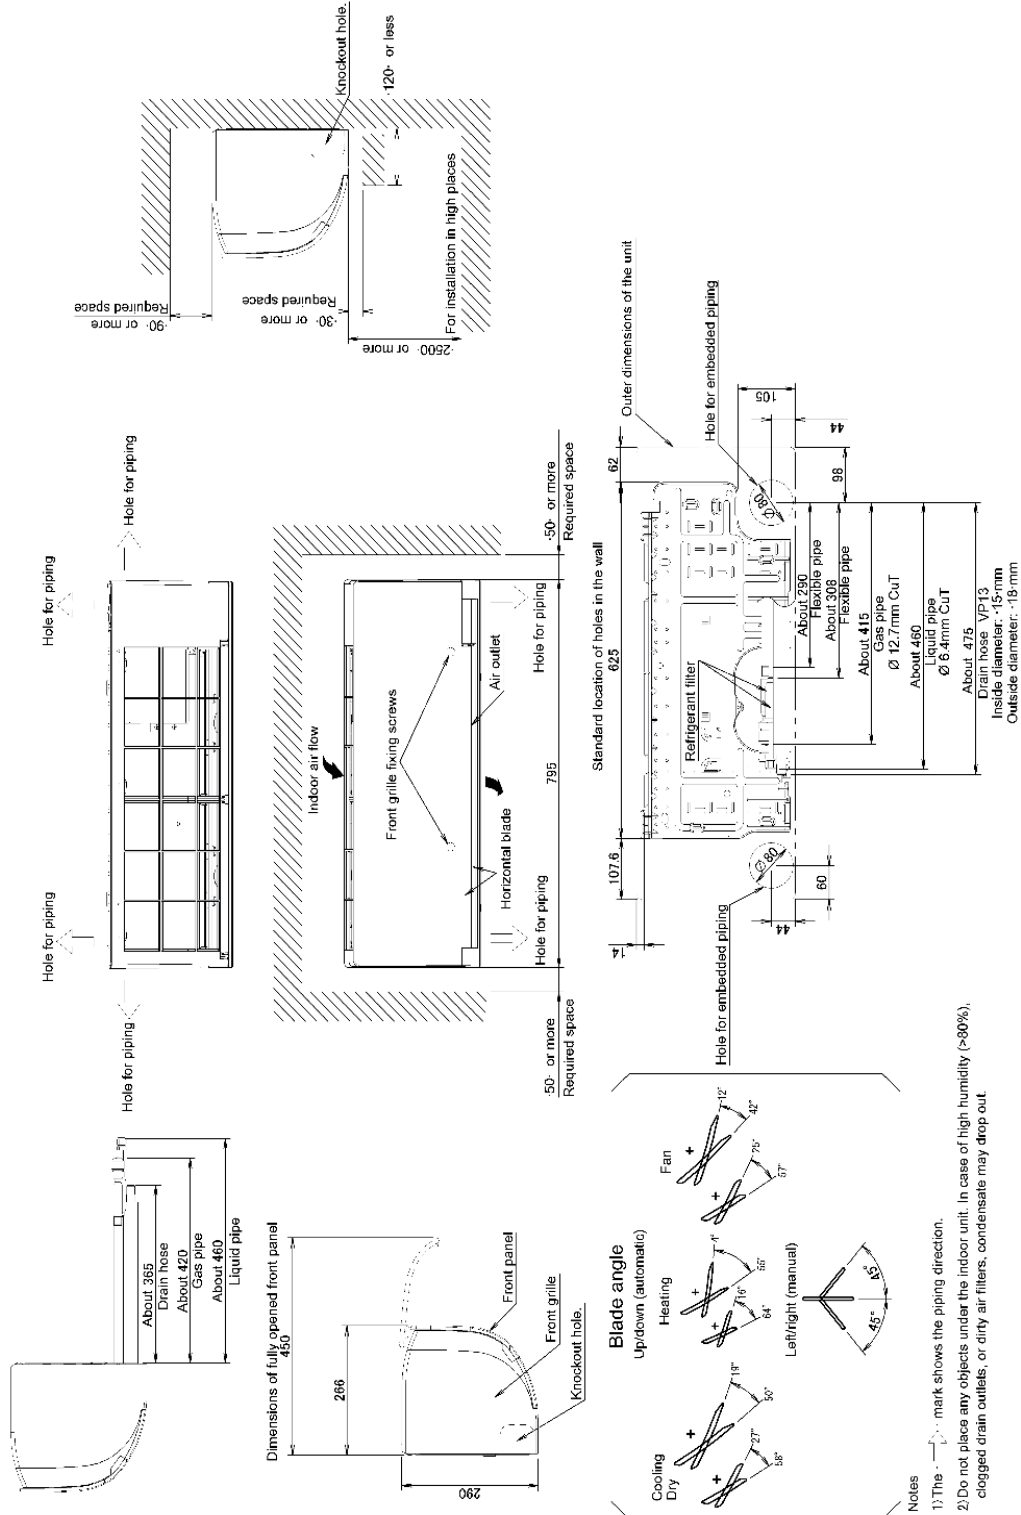 Hole for piping
Hole for piping
Hole for piping
Hole for piping
About 365
Drain hose
About 420
Gas pipe
About 460
Liquid pipe
·90· or more
Required space
·30· or more
Required space
·2500· or more
For installation in high places
·120· or less
Knockout hole.
Dimensions of fully opened front panel
450
266
290
Front panel
Front grille
Knockout hole.
Indoor air flow
Front grille fixing screws
Air outlet
Horizontal blade
Hole for piping
Hole for piping
·50· or more
Required space
795
·50· or more
Required space
Standard location of holes in the wall
107.6
625
62
Outer dimensions of the unit
14
Hole for embedded piping
Hole for embedded piping
Ø 80
Ø 80
44
60
105
44
98
Refrigerant filter
About 290
Flexible pipe
About 308
Flexible pipe
About 415
Gas pipe
Ø 12.7mm CuT
About 460
Liquid pipe
Ø 6.4mm CuT
About 475
Drain hose VP13
Inside diameter: ·15·mm
Outside diameter: ·18·mm
Blade angle
Up/down (automatic)
Cooling
Dry
58°
27°
50°
19°
Heating
64°
16°
Fan
57°
25°
42°
12°
Left/right (manual)
45°
45°
Notes
1) The · · mark shows the piping direction.
2) Do not place any objects under the indoor unit. In case of high humidity (>80%),
clogged drain outlets, or dirty air filters, condensate may drop out.